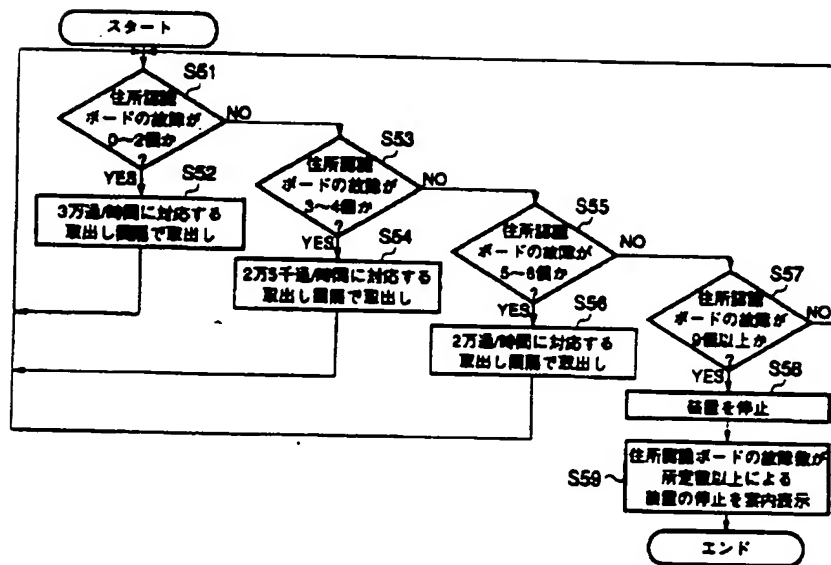 スタート
S51
住所認識
ボードの故障が
0~2個か
?
NO
YES
S52
3万通/時間に対応する
取出し間隔で取出し
S53
住所認識
ボードの故障が
3~4個か
?
NO
YES
S54
2万5千通/時間に対応する
取出し間隔で取出し
S55
住所認識
ボードの故障が
5~8個か
?
NO
YES
S56
2万通/時間に対応する
取出し間隔で取出し
S57
住所認識
ボードの故障が
9個以上か
?
NO
YES
S58
装置を停止
S59
住所認識ボードの故障数が
所定数以上による
装置の停止を案内表示
エンド